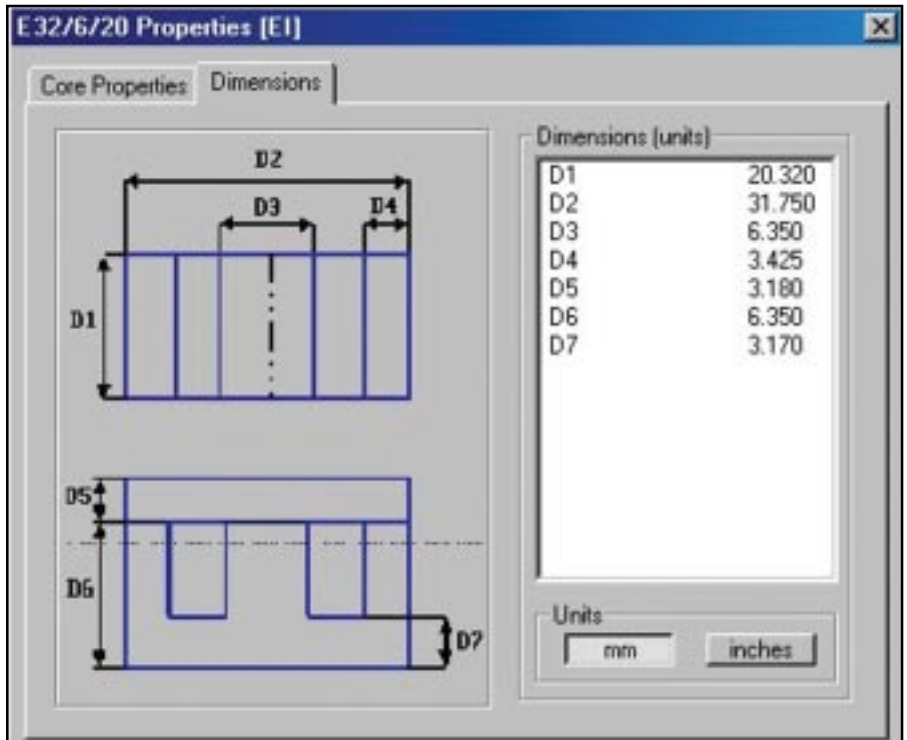 E32/6/20 Properties [EI]
Core Properties Dimensions
D2
D3 D4
D1
D5
D6
D7
Dimensions (units)
D1 20.320
D2 31.750
D3 6.350
D4 3.425
D5 3.180
D6 6.350
D7 3.170
Units
mm inches